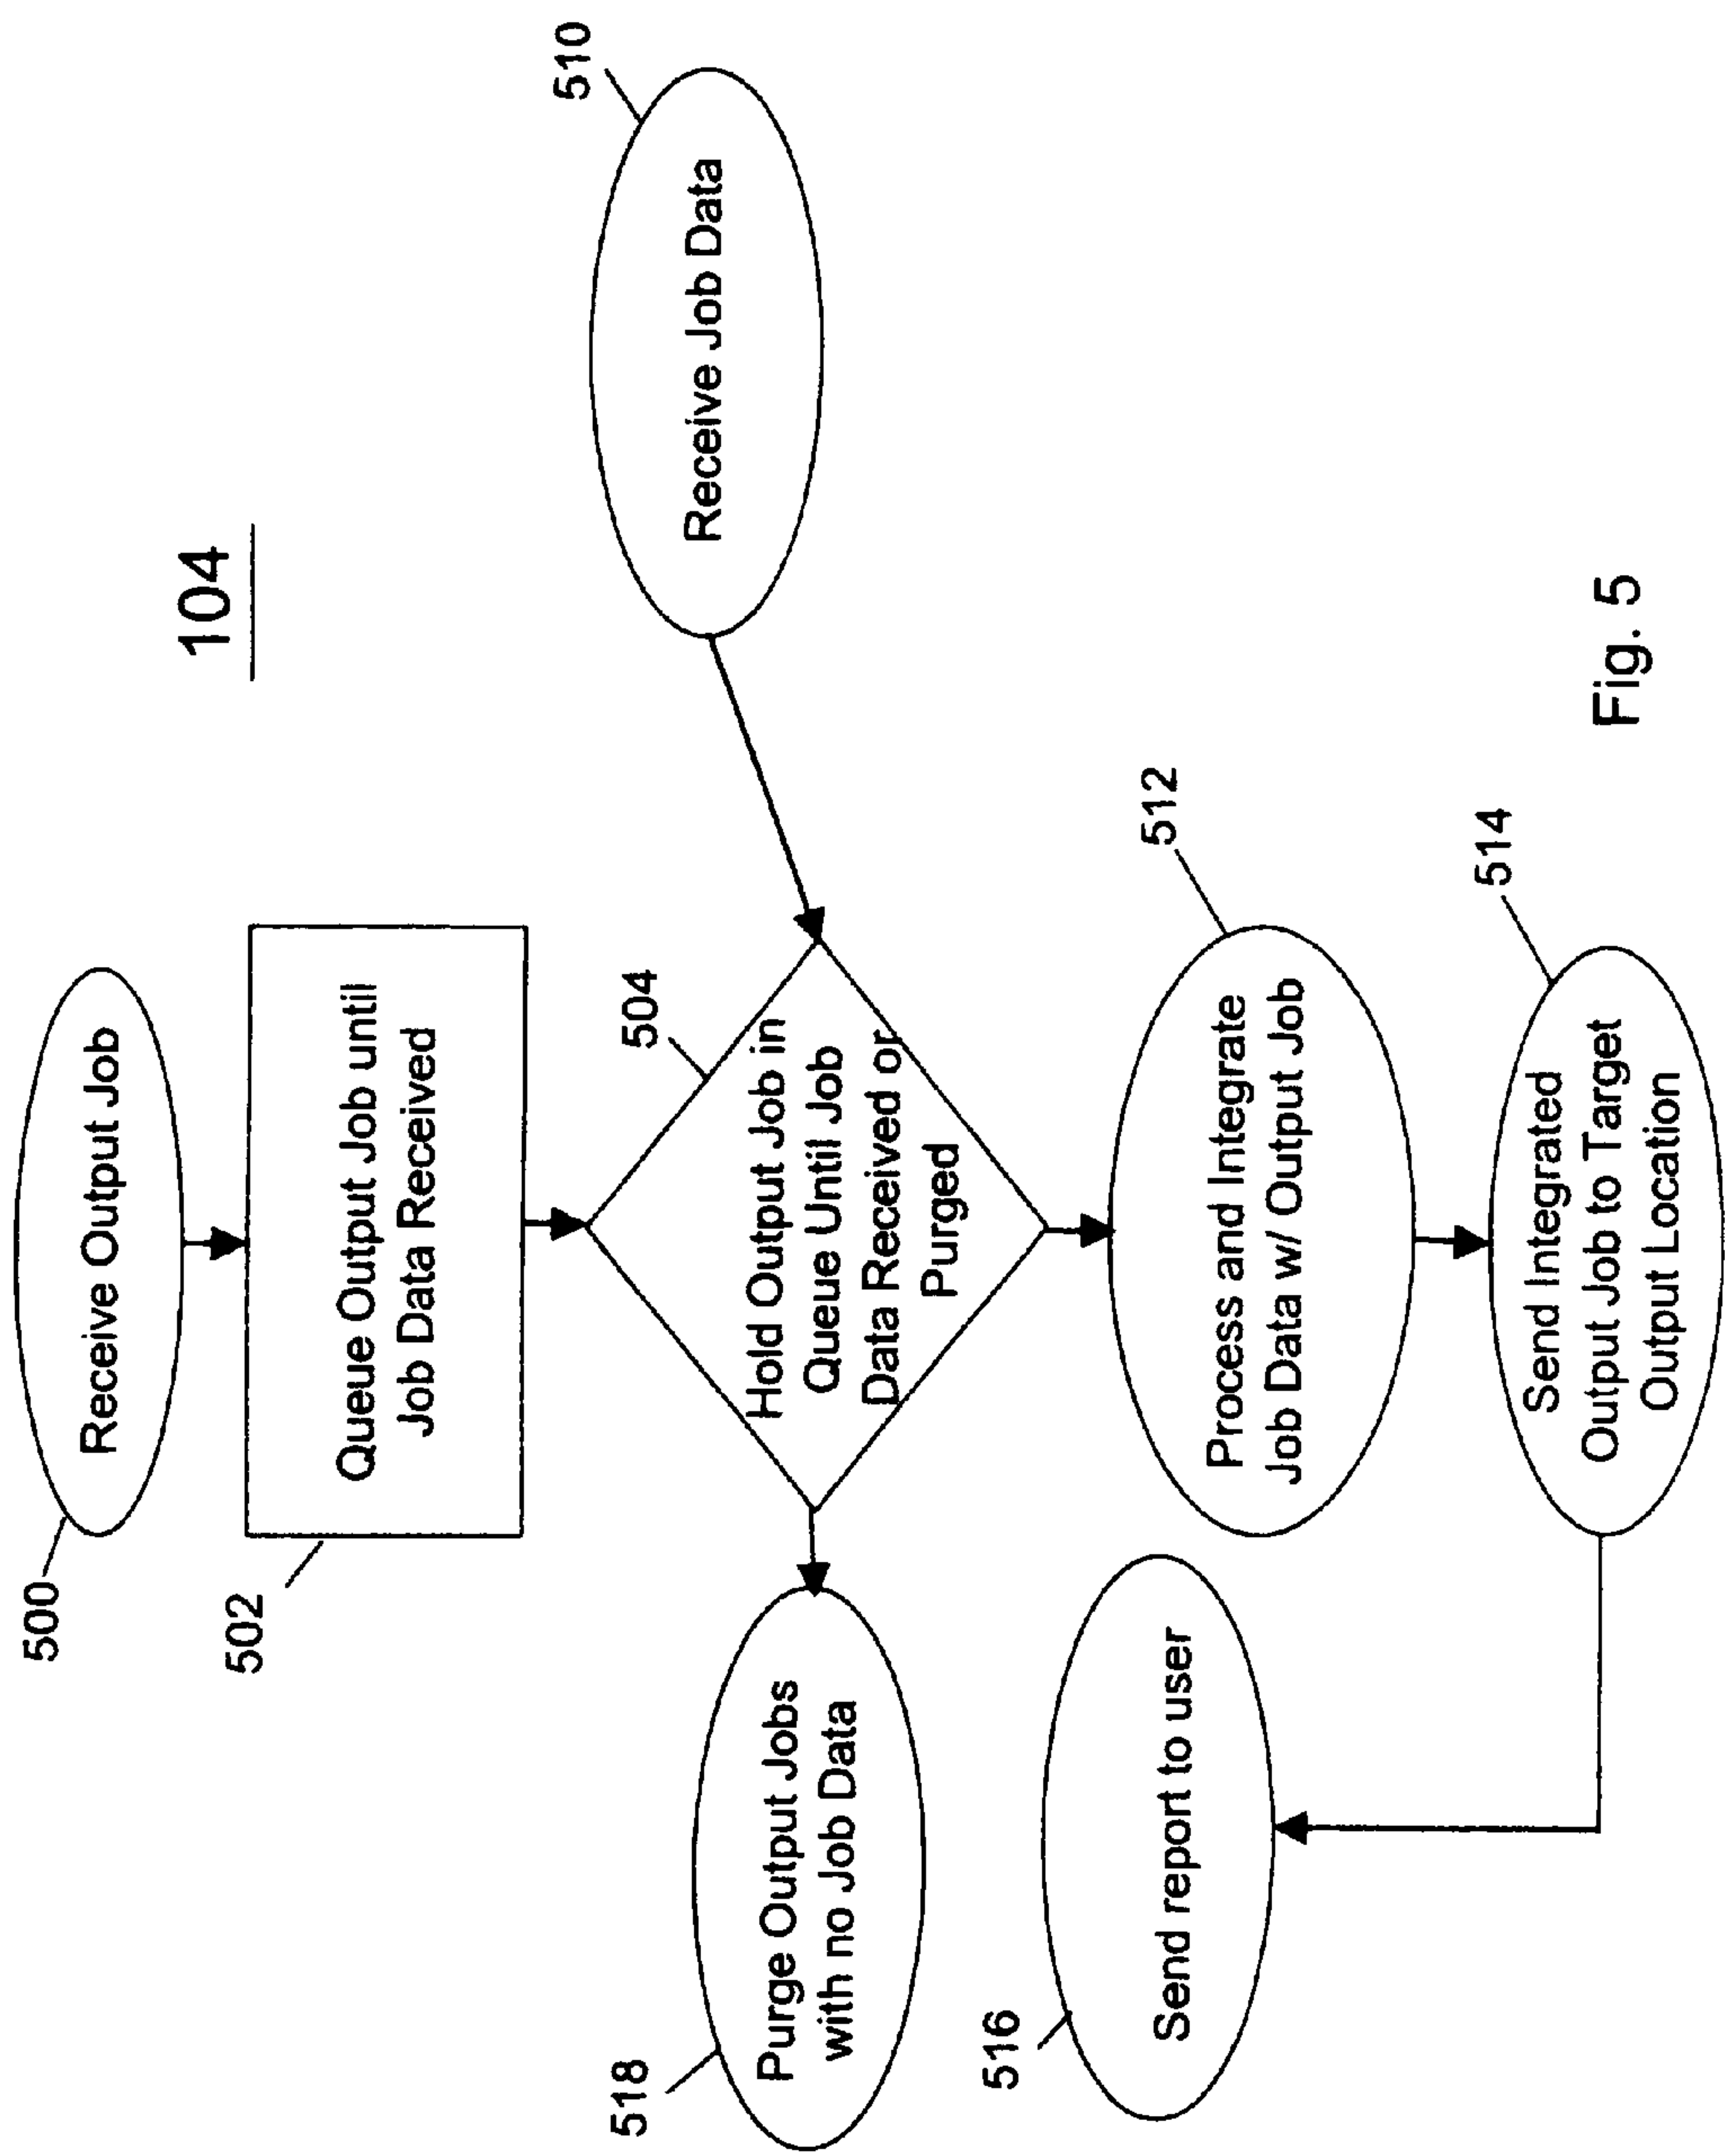 104
500
Receive Output Job
502
Queue Output Job until
Job Data Received
504
Hold Output Job in
Queue Until Job
Data Received or
Purged
510
Receive Job Data
518
Purge Output Jobs
with no Job Data
512
Process and Integrate
Job Data w/ Output Job
516
Send report to user
514
Send Integrated
Output Job to Target
Output Location
Fig. 5